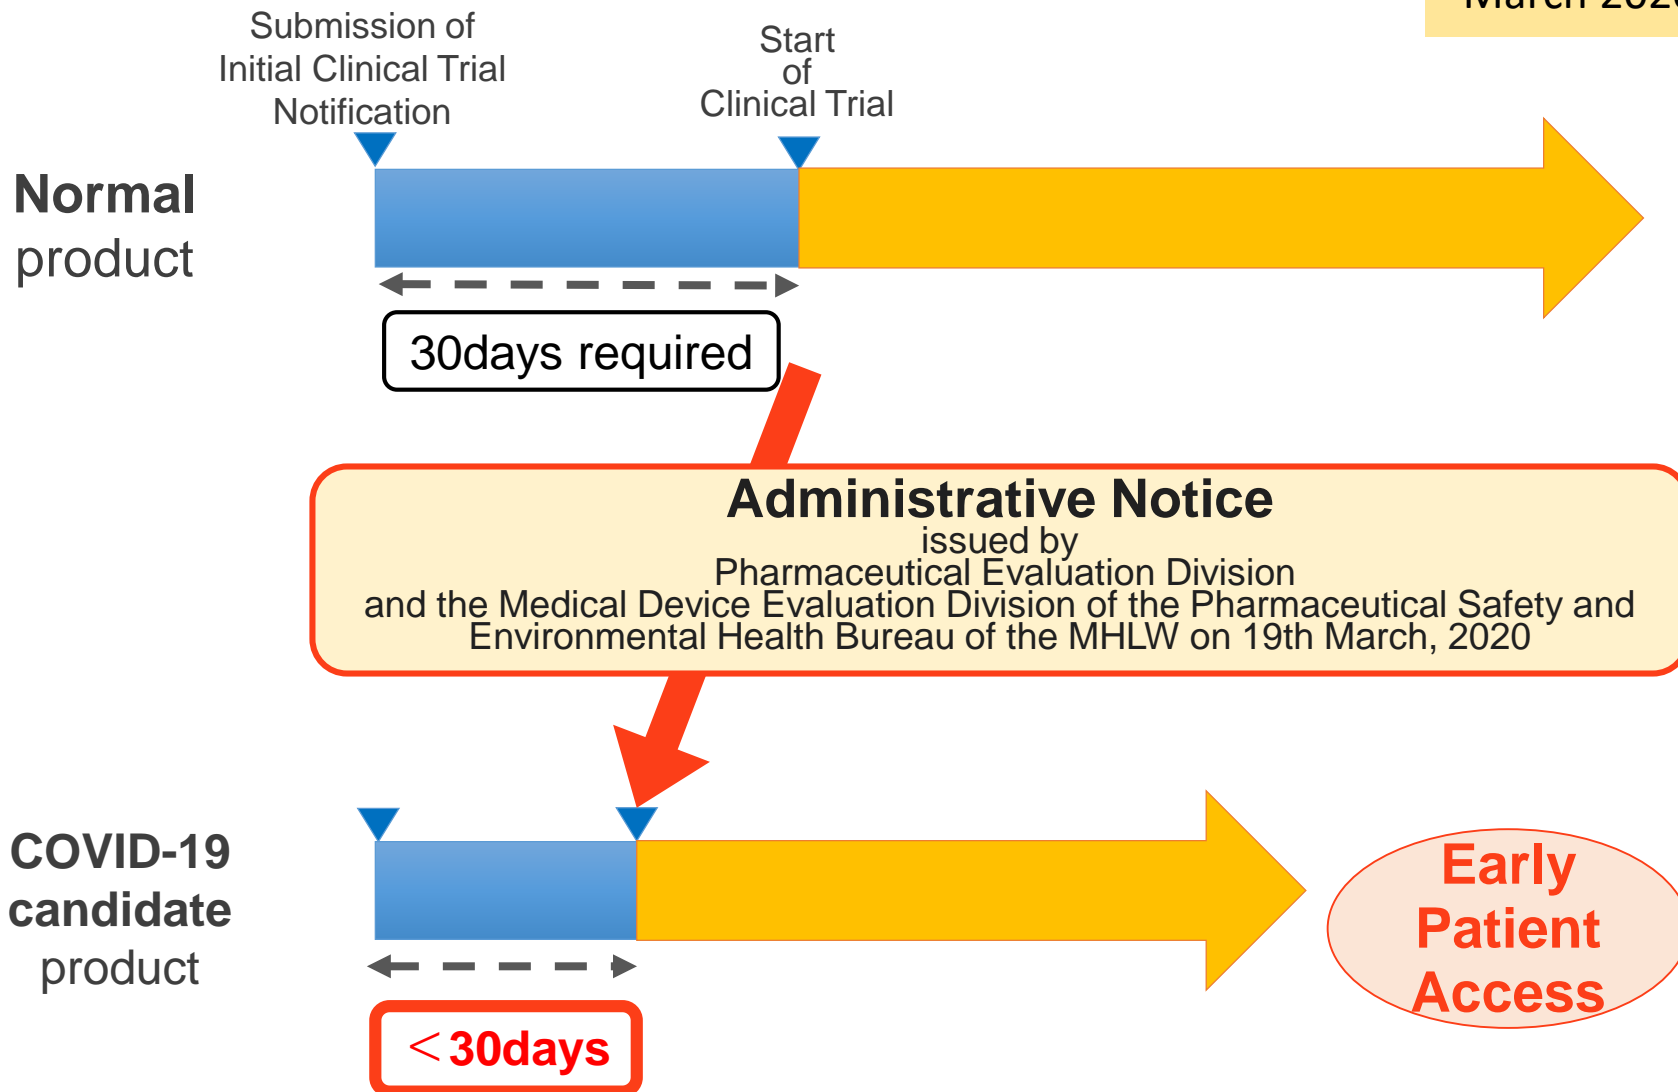 March 2020
Submission of
Initial Clinical Trial
Notification
Start
of
Clinical Trial
Normal
product
30days required
Administrative Notice
issued by
Pharmaceutical Evaluation Division
and the Medical Device Evaluation Division of the Pharmaceutical Safety and
Environmental Health Bureau of the MHLW on 19th March, 2020
COVID-19
candidate
product
Early
Patient
Access
＜30days